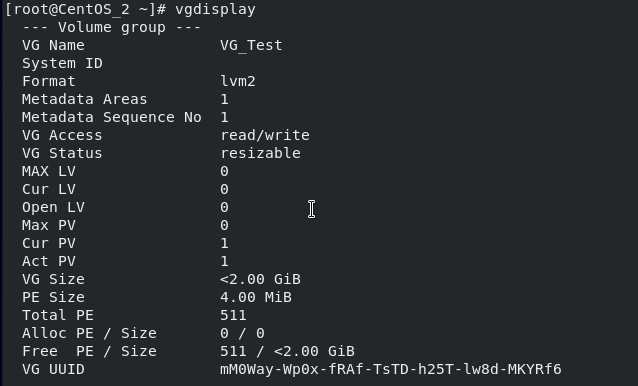 [root@CentOS_2 ~]# vgdisplay
--- Volume group ---
VG Name VG_Test
System ID
Format lvm2
Metadata Areas 1
Metadata Sequence No 1
VG Access read/write
VG Status resizable
MAX LV 0
Cur LV 0
Open LV 0
Max PV 0
Cur PV 1
Act PV 1
VG Size <2.00 GiB
PE Size 4.00 MiB
Total PE 511
Alloc PE / Size 0 / 0
Free  PE / Size 511 / <2.00 GiB
VG UUID mM0Way-Wp0x-fRAf-TsTD-h25T-lw8d-MKYRf6